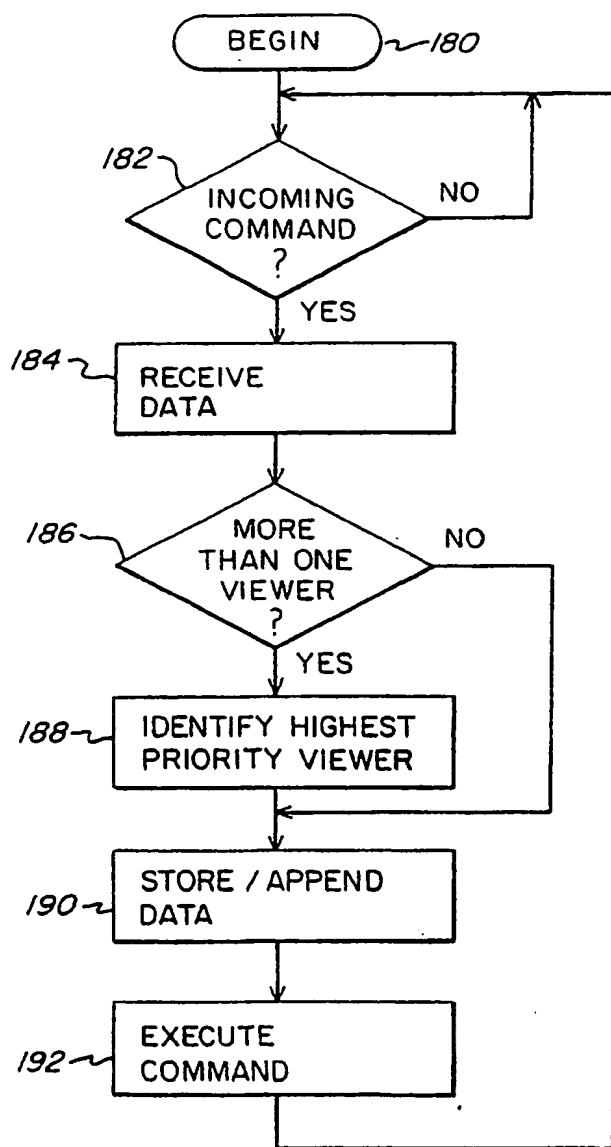 BEGIN
180
182
INCOMING
COMMAND
?
NO
YES
184
RECEIVE
DATA
186
MORE
THAN ONE
VIEWER
?
NO
YES
188
IDENTIFY HIGHEST
PRIORITY VIEWER
190
STORE / APPEND
DATA
192
EXECUTE
COMMAND